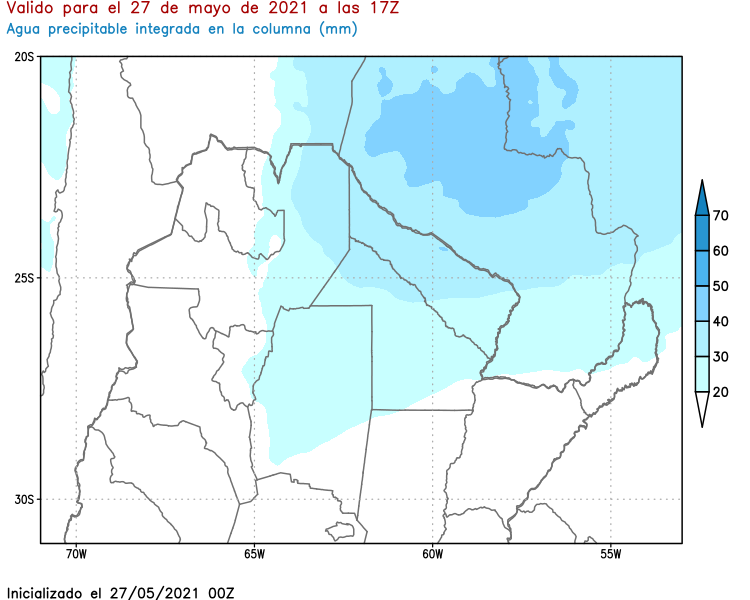 Valido para el 27 de mayo de 2021 a las 17Z
Agua precipitable integrada en la columna (mm)
20S
25S
30S
70W
65W
60W
55W
70
60
50
40
30
20
Inicializado el 27/05/2021 00Z